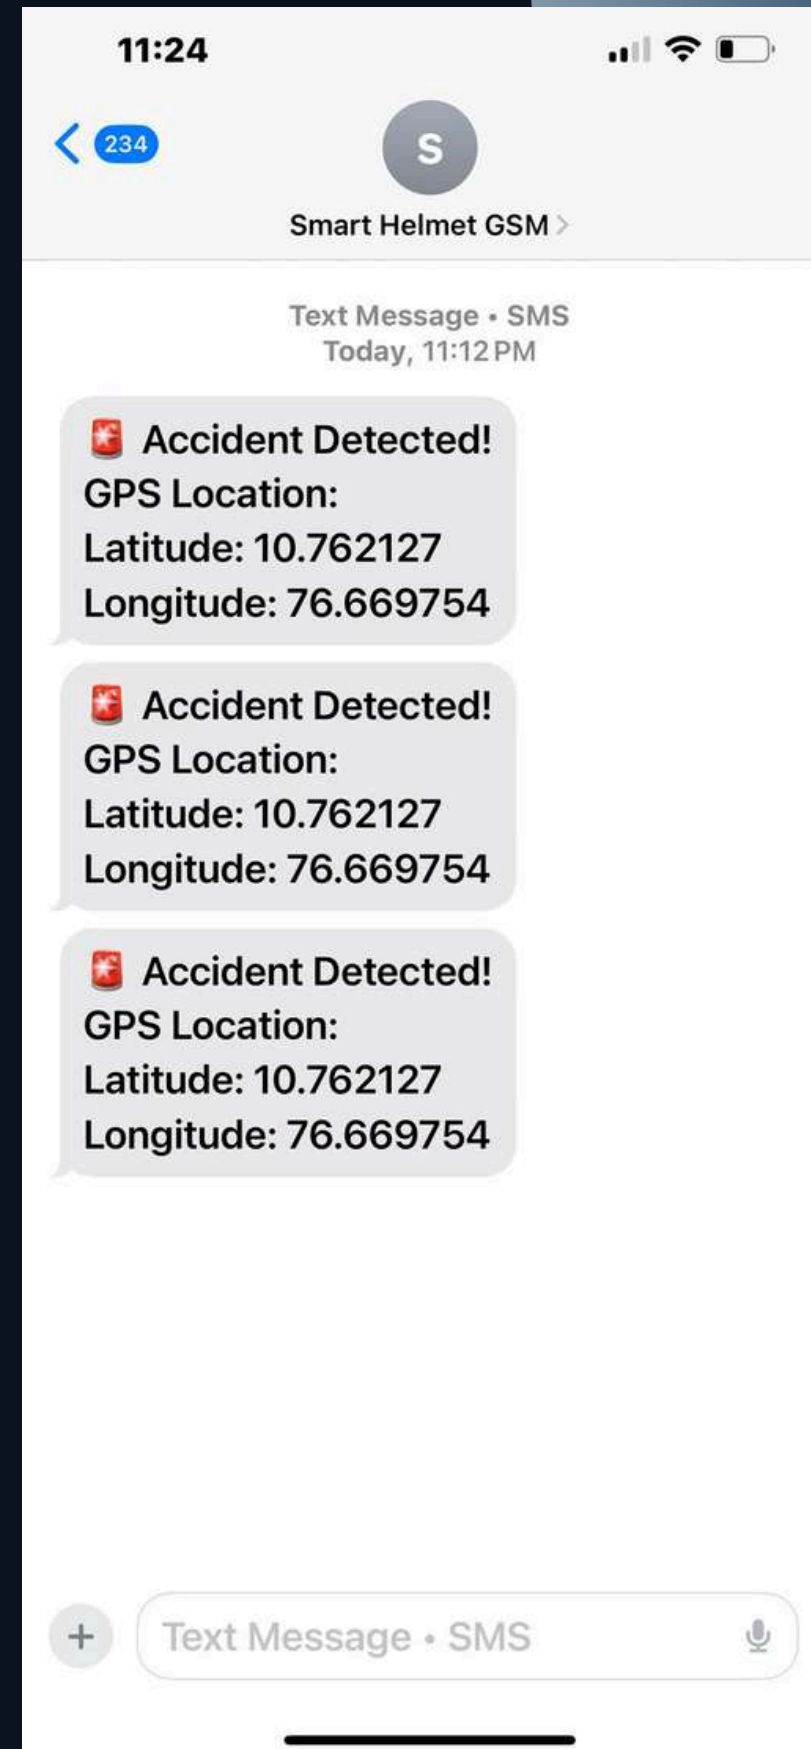 11:24
234
S
Smart Helmet GSM
Text Message • SMS
Today, 11:12 PM
🚨 Accident Detected!
GPS Location:
Latitude: 10.762127
Longitude: 76.669754
🚨 Accident Detected!
GPS Location:
Latitude: 10.762127
Longitude: 76.669754
🚨 Accident Detected!
GPS Location:
Latitude: 10.762127
Longitude: 76.669754
Text Message • SMS